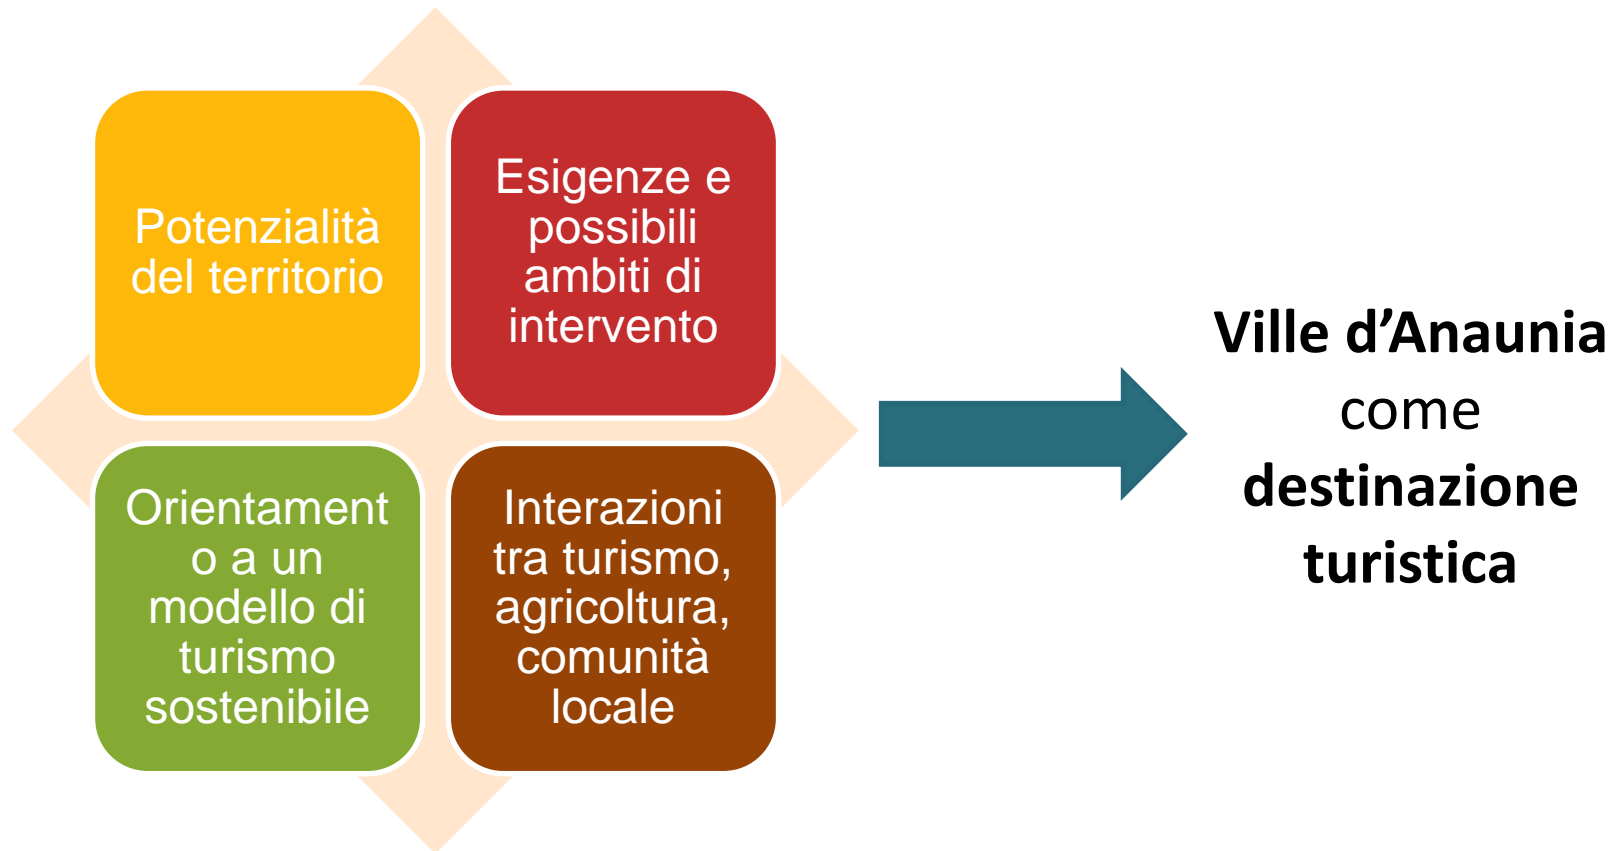 Potenzialità
del territorio
Esigenze e
possibili
ambiti di
intervento
Orientament
o a un
modello di
turismo
sostenibile
Interazioni
tra turismo,
agricoltura,
comunità
locale
Ville d’Anaunia
come
destinazione
turistica